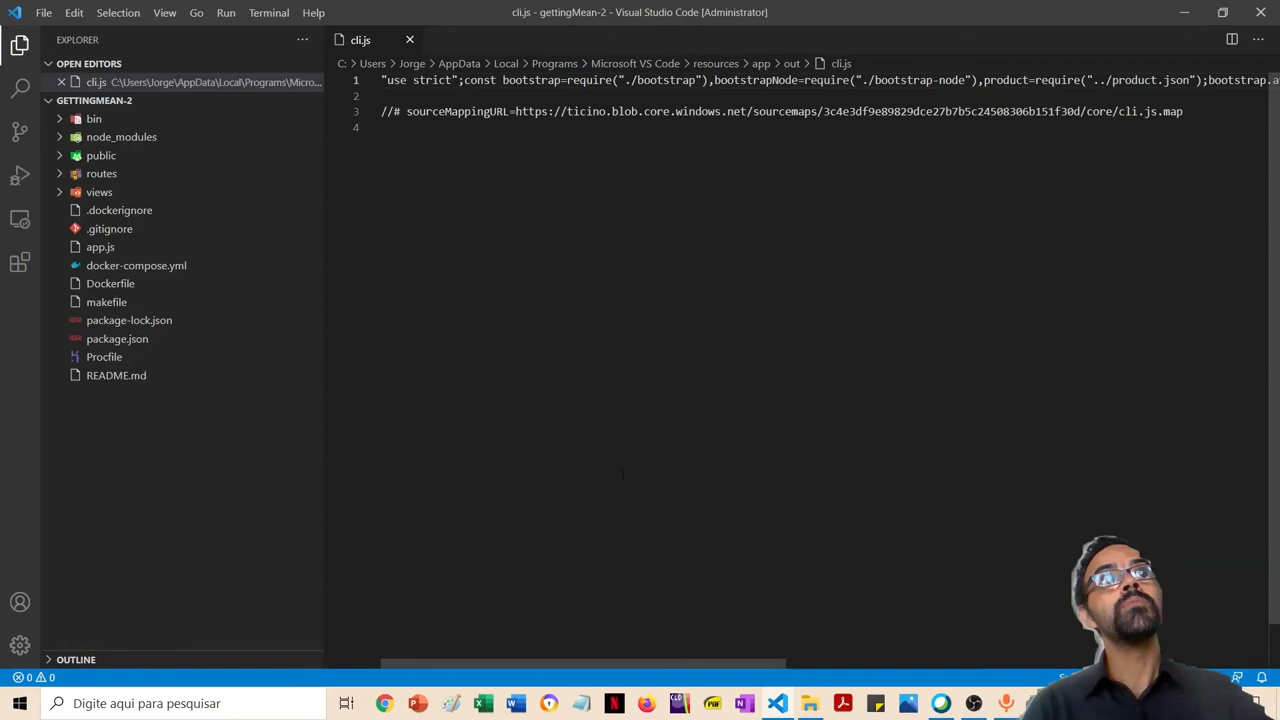 File Edit Selection View Go Run Terminal Help
cli.js - gettingMean-2 - Visual Studio Code [Administrator]
EXPLORER
cli.js
OPEN EDITORS
C: > Users > Jorge > AppData > Local > Programs > Microsoft VS Code > resources > app > out > cli.js
cli.js C:\Users\Jorge\AppData\Local\Programs\Micro...
1 "use strict";const bootstrap=require("./bootstrap"),bootstrapNode=require("./bootstrap-node"),product=require("../product.json");bootstrap.a
2
3 //# sourceMappingURL=https://ticino.blob.core.windows.net/sourcemaps/3c4e3df9e89829dce27b7b5c24508306b151f30d/core/cli.js.map
4
GETTINGMEAN-2
bin
node_modules
public
routes
views
.dockerignore
.gitignore
app.js
docker-compose.yml
Dockerfile
makefile
package-lock.json
package.json
Procfile
README.md
OUTLINE
0 0
Digite aqui para pesquisar